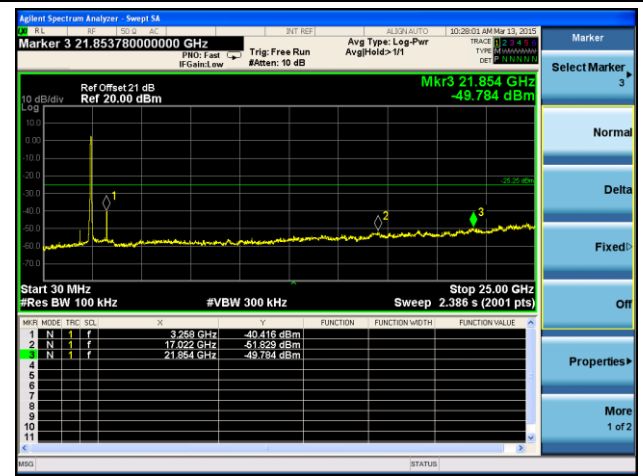 Agilent Spectrum Analyzer - Swept SA
RL RF 50 Ω AC INT REF ALIGN AUTO 10:28:01 AM Mar 13, 2015
Marker 3 21.853780000000 GHz
PNO: Fast
IFGain:Low
Trig: Free Run
#Atten: 10 dB
Avg Type: Log-Pwr
Avg|Hold:> 1/1
TRACE 1 2 3 4 5 6
TYPE M
DET P N N N N N
Ref Offset 21 dB
10 dB/div Ref 20.00 dBm
Log
Mkr3 21.854 GHz
-49.784 dBm
10.0
0.00
-10.0
-20.0
-25.25 dBm
-30.0
1
-40.0
2
3
-50.0
-60.0
-70.0
Start 30 MHz
Stop 25.00 GHz
#Res BW 100 kHz #VBW 300 kHz Sweep 2.386 s (2001 pts)
MKR MODE TRC SCL X Y FUNCTION FUNCTION WIDTH FUNCTION VALUE
1 N 1 f 3.258 GHz -40.416 dBm
2 N 1 f 17.022 GHz -51.829 dBm
3 N 1 f 21.854 GHz -49.784 dBm
4
5
6
7
8
9
10
11
MSG STATUS
Marker
Select Marker
3
Normal
Delta
Fixed
Off
Properties
More
1 of 2